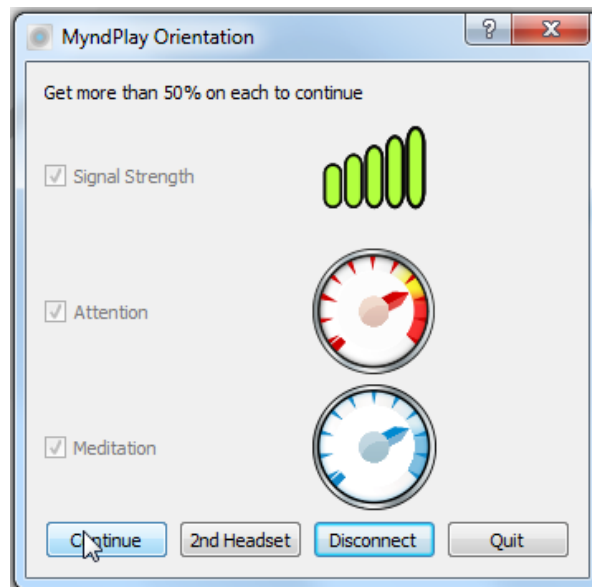 MyndPlay Orientation
Get more than 50% on each to continue
Signal Strength
Attention
Meditation
Continue 2nd Headset Disconnect Quit